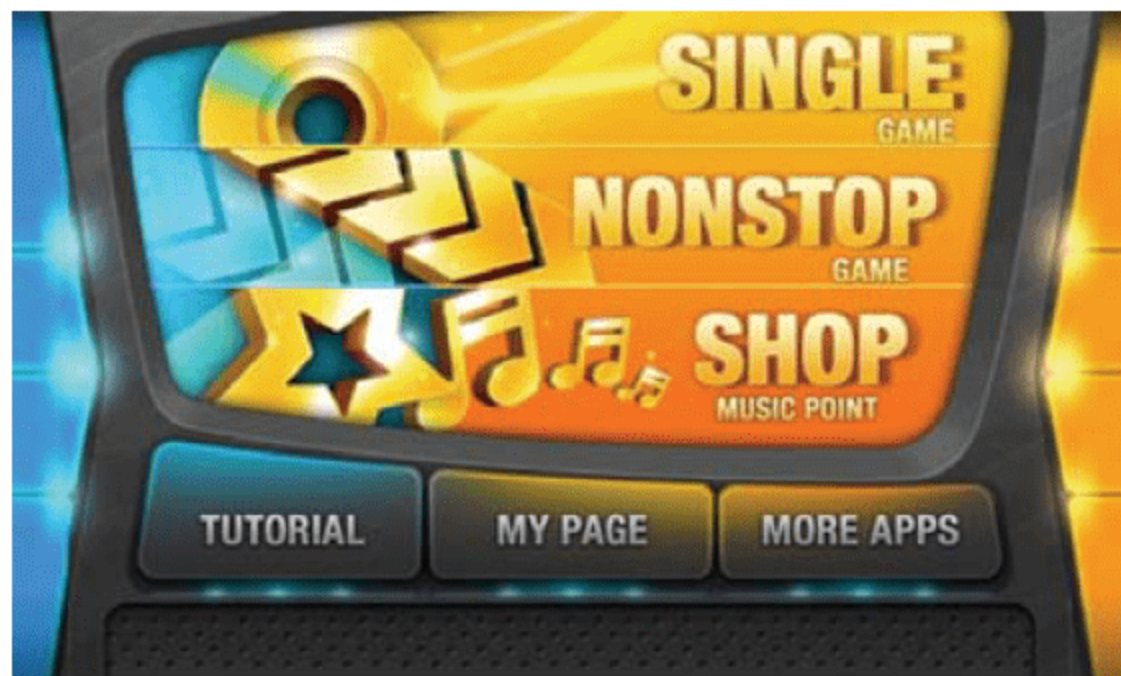 SINGLE
GAME
NONSTOP
GAME
SHOP
MUSIC POINT
TUTORIAL
MY PAGE
MORE APPS